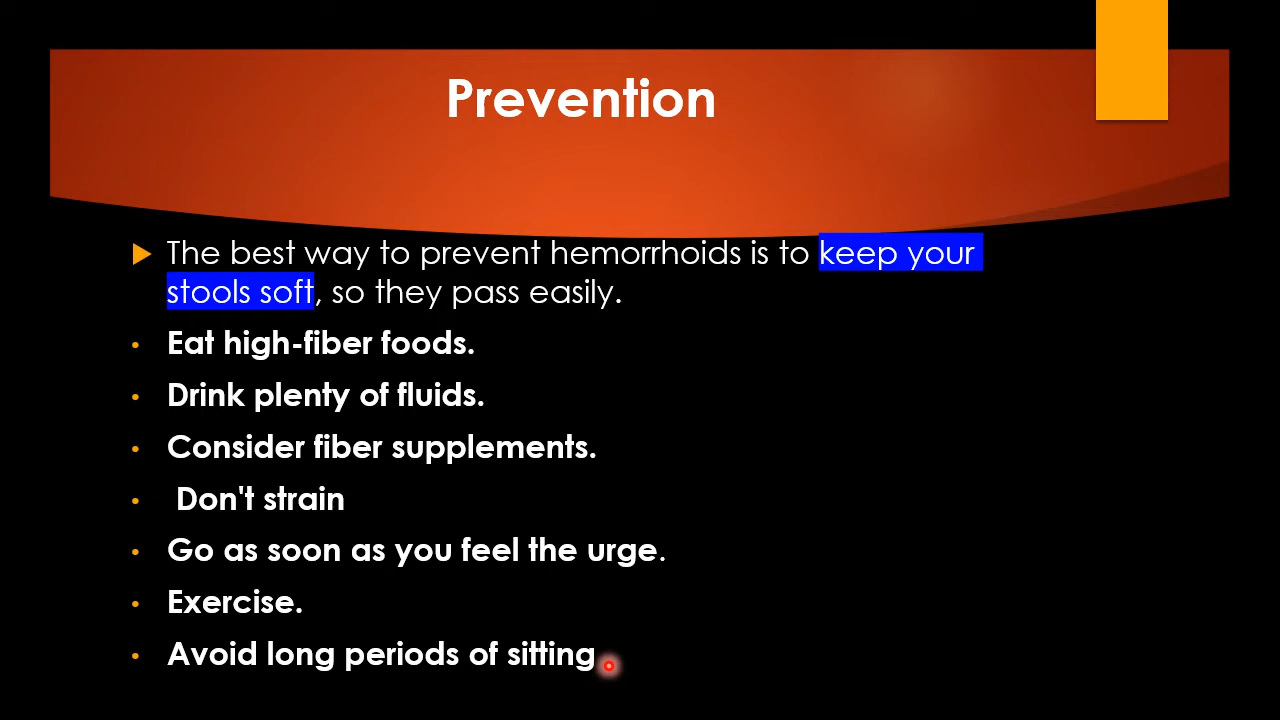 Prevention
The best way to prevent hemorrhoids is to keep your
stools soft, so they pass easily.
Eat high-fiber foods.
Drink plenty of fluids.
Consider fiber supplements.
Don't strain
Go as soon as you feel the urge.
Exercise.
Avoid long periods of sitting